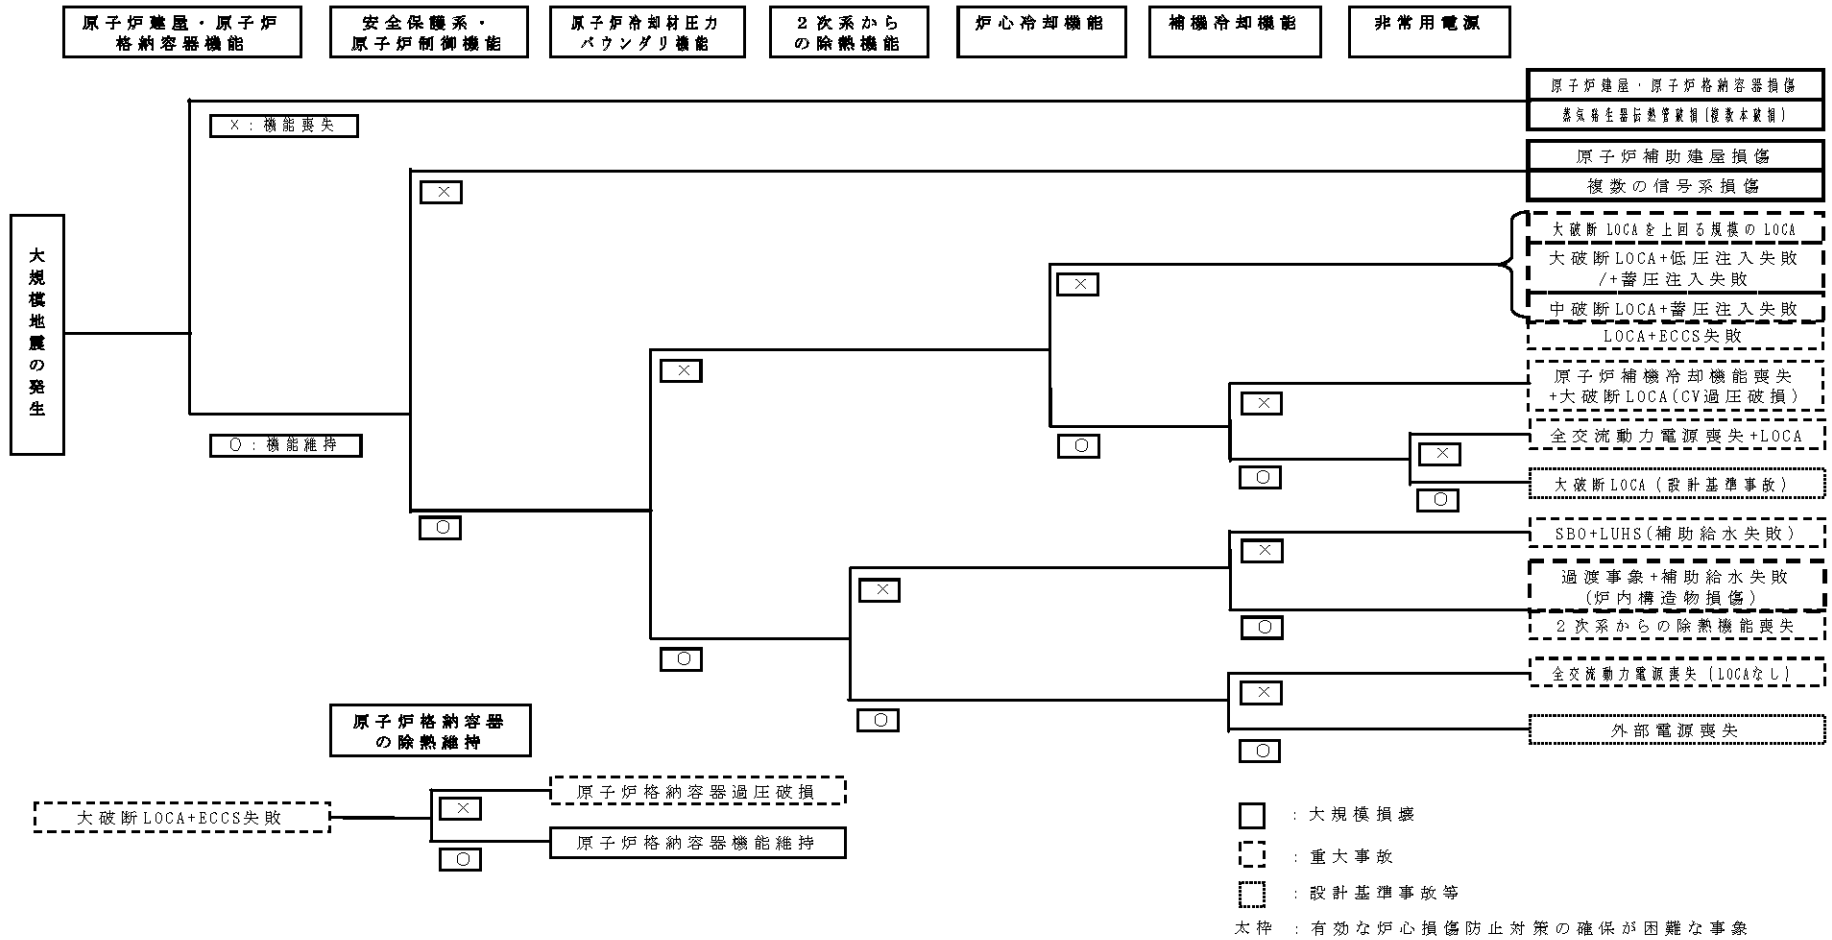 原子炉建屋・原子炉
格納容器機能
安全保護系・
原子炉制御機能
原子炉冷却材圧力
バウンダリ機能
2次系から
の除熱機能
炉心冷却機能
補機冷却機能
非常用電源
原子炉建屋・原子炉格納容器損傷
×:機能喪失
蒸気発生器伝熱管破損(複数本破損)
原子炉補助建屋損傷
×
複数の信号系損傷
大規模地震の発生
大破断LOCAを上回る規模のLOCA
大破断LOCA+低圧注入失敗
/+蓄圧注入失敗
×
中破断LOCA+蓄圧注入失敗
LOCA+ECCS失敗
×
原子炉補機冷却機能喪失
+大破断LOCA(CV過圧破損)
×
○:機能維持
○
全交流動力電源喪失+LOCA
×
○
大破断LOCA(設計基準事故)
○
○
SBO+LUHS(補助給水失敗)
×
過渡事象+補助給水失敗
(炉内構造物損傷)
×
○
2次系からの除熱機能喪失
○
全交流動力電源喪失(LOCAなし)
×
○
外部電源喪失
○
原子炉格納容器
の除熱維持
原子炉格納容器過圧破損
×
大破断LOCA+ECCS失敗
原子炉格納容器機能維持
○
:大規模損壊
:重大事故
:設計基準事故等
太枠 :有効な炉心損傷防止対策の確保が困難な事象